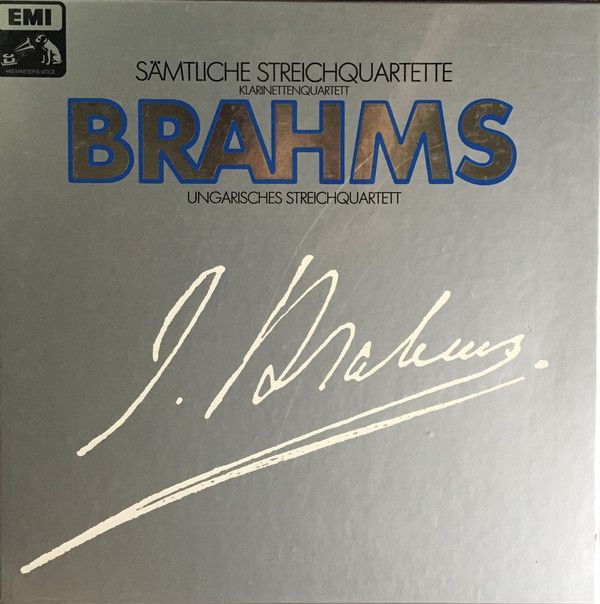 EMI
HIS MASTER'S VOICE
SÄMTLICHE STREICHQUARTETTE
KLARINETTENQUARTETT
BRAHMS
UNGARISCHES STREICHQUARTETT
J. Brahms.